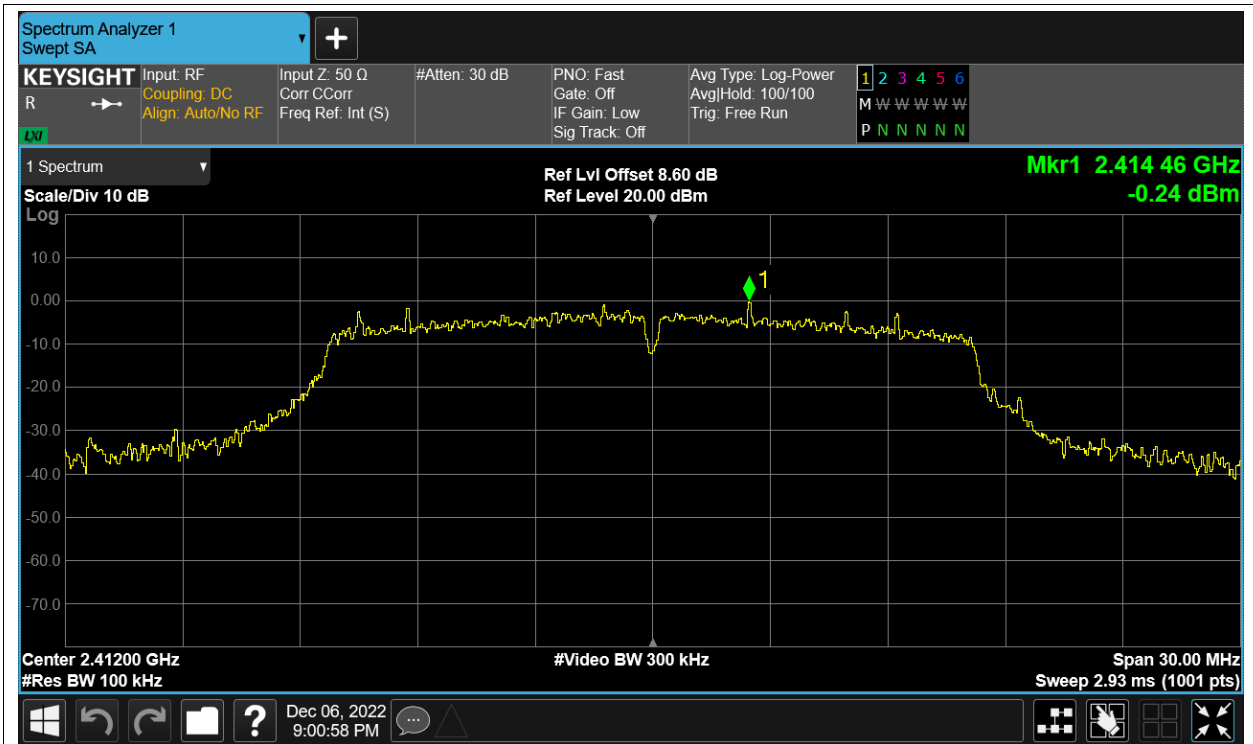 Spectrum Analyzer 1
Swept SA
KEYSIGHT
R
LXI
Input: RF
Coupling: DC
Align: Auto/No RF
Input Z: 50 Ω
Corr CCorr
Freq Ref: Int (S)
#Atten: 30 dB
PNO: Fast
Gate: Off
IF Gain: Low
Sig Track: Off
Avg Type: Log-Power
Avg|Hold: 100/100
Trig: Free Run
1 2 3 4 5 6
M W W W W W
P N N N N N
1 Spectrum
Scale/Div 10 dB
Log
Ref Lvl Offset 8.60 dB
Ref Level 20.00 dBm
Mkr1 2.414 46 GHz
-0.24 dBm
10.0
0.00
-10.0
-20.0
-30.0
-40.0
-50.0
-60.0
-70.0
1
Center 2.41200 GHz
#Res BW 100 kHz
#Video BW 300 kHz
Span 30.00 MHz
Sweep 2.93 ms (1001 pts)
?
Dec 06, 2022
9:00:58 PM